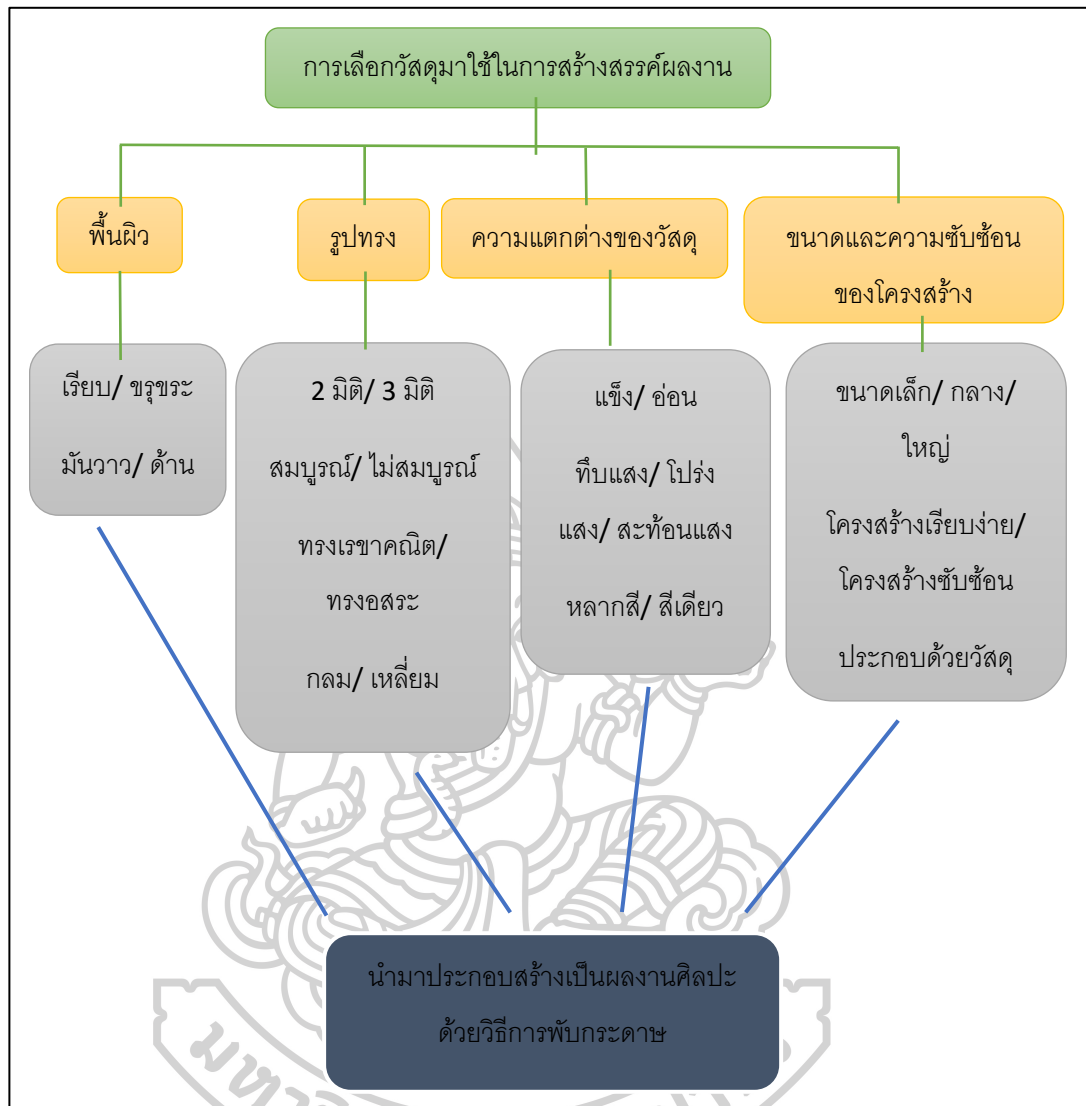 การเลือกวัสดุมาใช้ในการสร้างสรรค์ผลงาน
พื้นผิว
รูปทรง
ความแตกต่างของวัสดุ
ขนาดและความซับซ้อน
ของโครงสร้าง
เรียบ/ ขรุขระ
มันวาว/ ด้าน
2 มิติ/ 3 มิติ
สมบูรณ์/ ไม่สมบูรณ์
ทรงเรขาคณิต/
ทรงอสระ
กลม/ เหลี่ยม
แข็ง/ อ่อน
ทึบแสง/ โปร่ง
แสง/ สะท้อนแสง
หลากสี/ สีเดียว
ขนาดเล็ก/ กลาง/
ใหญ่
โครงสร้างเรียบง่าย/
โครงสร้างซับซ้อน
ประกอบด้วยวัสดุ
นำมาประกอบสร้างเป็นผลงานศิลปะ
ด้วยวิธีการพับกระดาษ